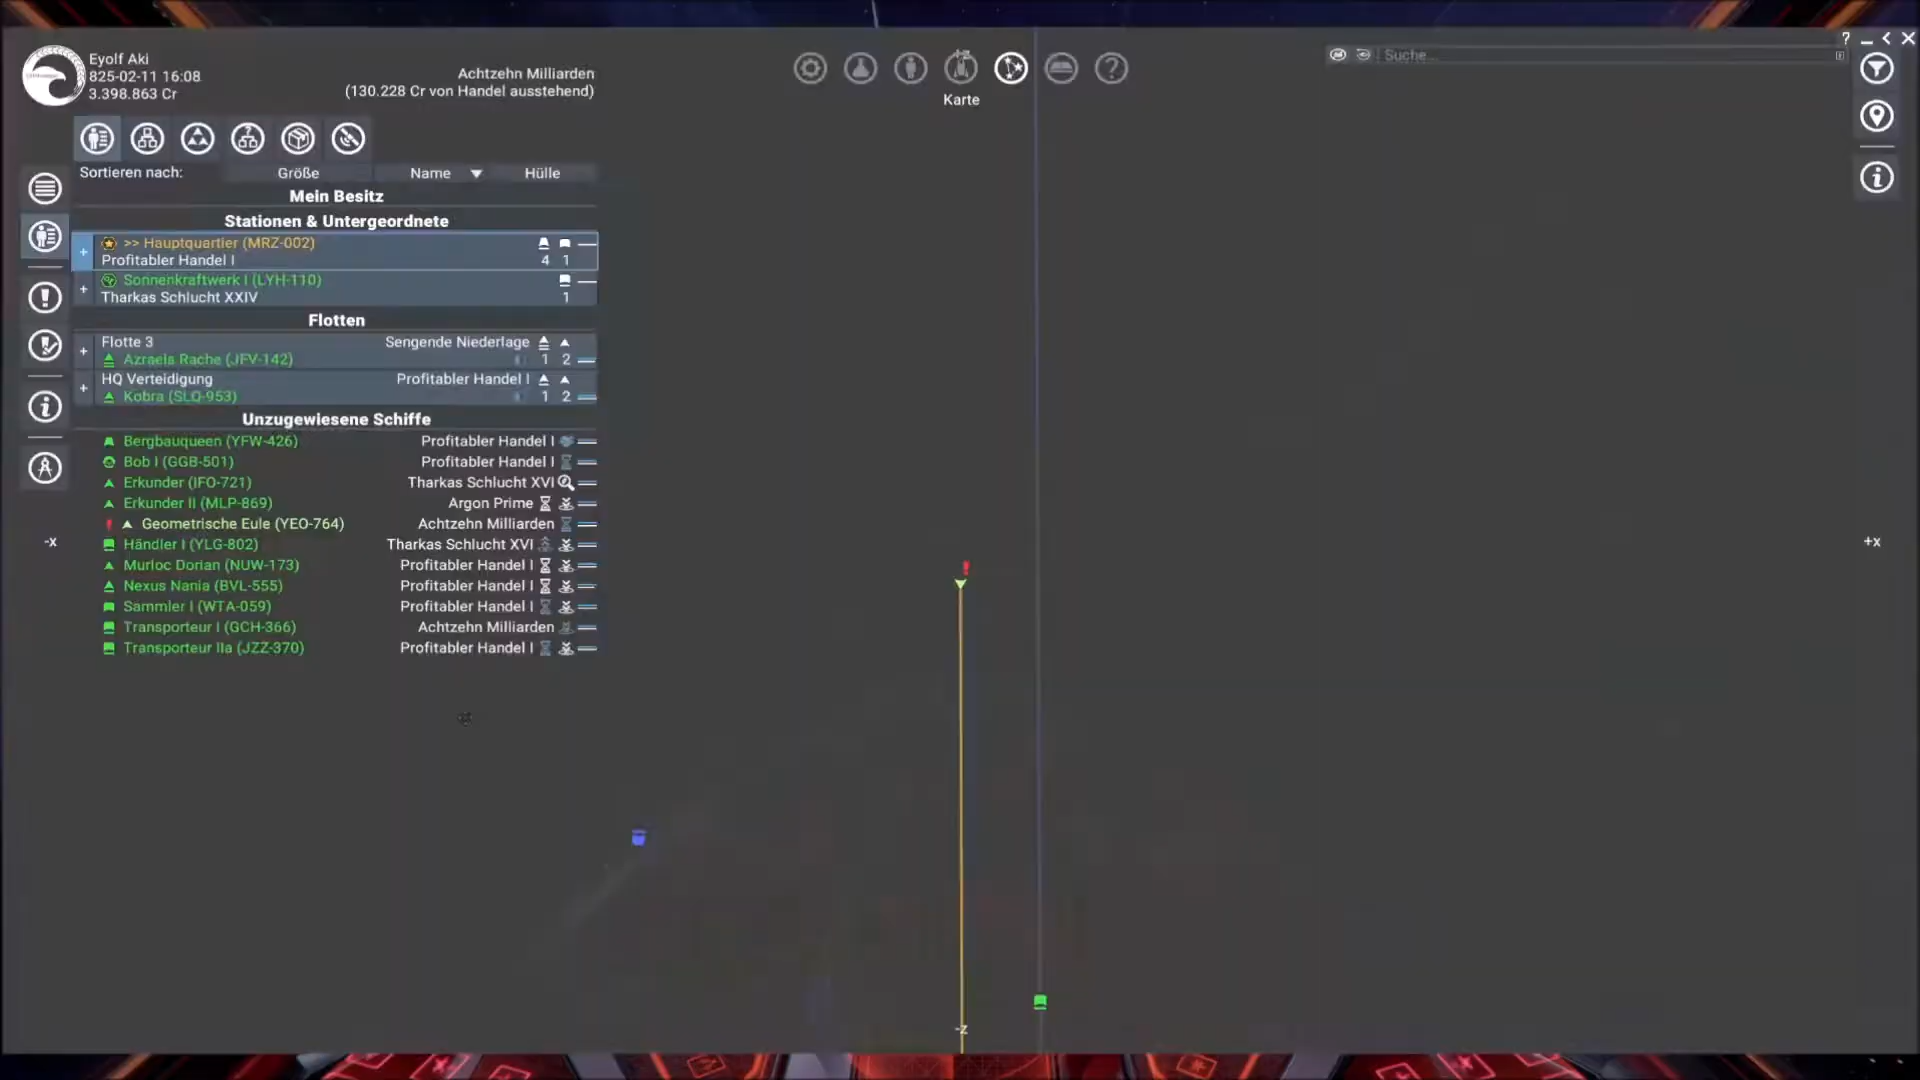 Eyolf Aki
825-02-11 16:08
3.398.863 Cr
Achtzehn Milliarden
(130.228 Cr von Handel ausstehend)
Karte
Suche...
?
Sortieren nach:
Größe
Name
Hülle
Mein Besitz
Stationen & Untergeordnete
>> Hauptquartier (MRZ-002)
Profitabler Handel I 4 1
Sonnenkraftwerk I (LYH-110)
Tharkas Schlucht XXIV 1
Flotten
Flotte 3 Sengende Niederlage
Azraels Rache (JFV-142) 1 2
HQ Verteidigung Profitabler Handel I
Kobra (SLQ-953) 1 2
Unzugewiesene Schiffe
Bergbauqueen (YFW-426) Profitabler Handel I
Bob I (GGB-501) Profitabler Handel I
Erkunder (IFO-721) Tharkas Schlucht XVI
Erkunder II (MLP-869) Argon Prime
Geometrische Eule (YEO-764) Achtzehn Milliarden
Händler I (YLG-802) Tharkas Schlucht XVI
Murloc Dorian (NUW-173) Profitabler Handel I
Nexus Nania (BVL-555) Profitabler Handel I
Sammler I (WTA-059) Profitabler Handel I
Transporteur I (GCH-366) Achtzehn Milliarden
Transporteur IIa (JZZ-370) Profitabler Handel I
-X
+X
-Z